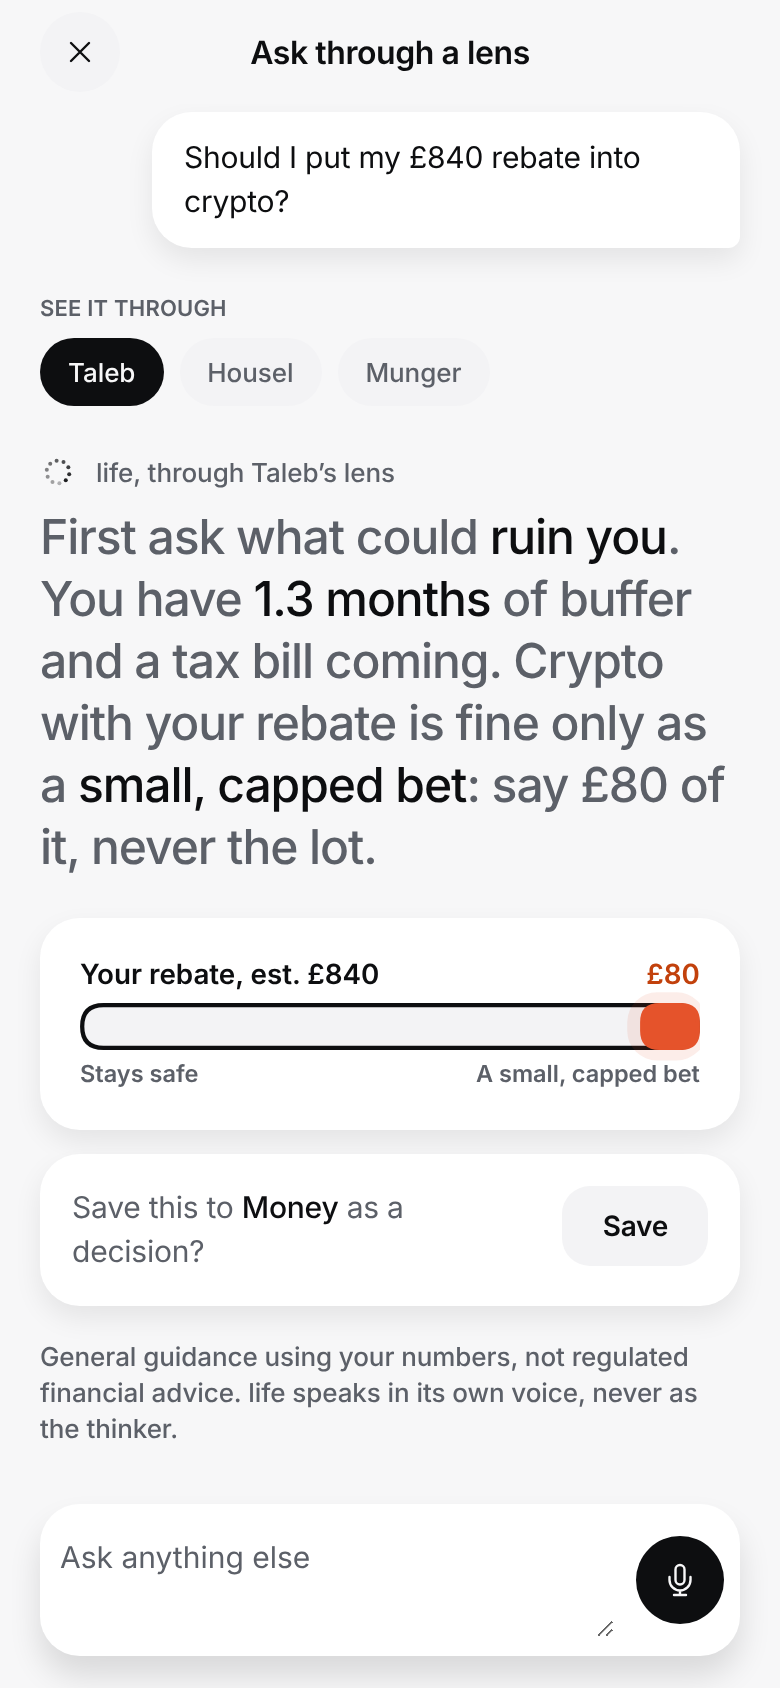 Ask through a lens
Should I put my £840 rebate into
crypto?
SEE IT THROUGH
Taleb
Housel
Munger
life, through Taleb’s lens
First ask what could ruin you.
You have 1.3 months of buffer
and a tax bill coming. Crypto
with your rebate is fine only as
a small, capped bet: say £80 of
it, never the lot.
Your rebate, est. £840
£80
Stays safe
A small, capped bet
Save this to Money as a
decision?
Save
General guidance using your numbers, not regulated
financial advice. life speaks in its own voice, never as
the thinker.
Ask anything else